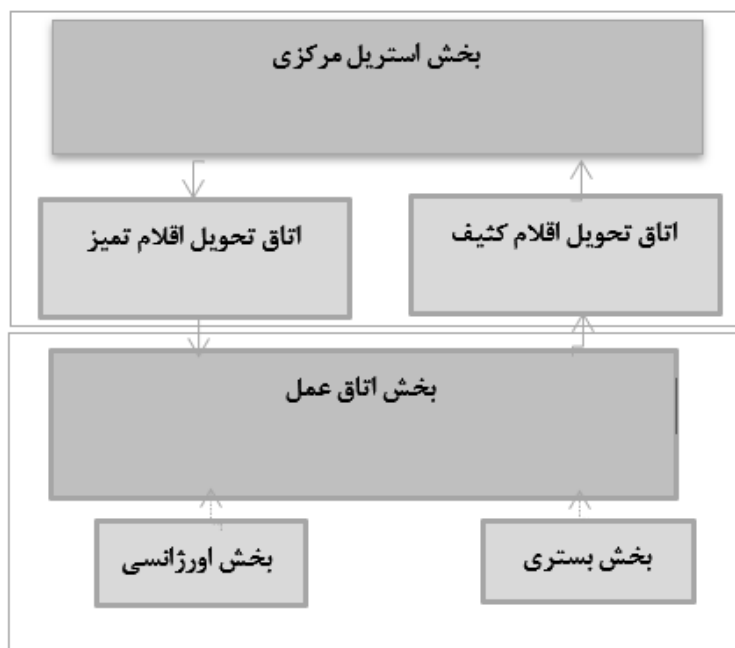 بخش استریل مرکزی
اتاق تحویل اقلام کثیف
اتاق تحویل اقلام تمیز
بخش اتاق عمل
بخش بستری
بخش اورژانسی